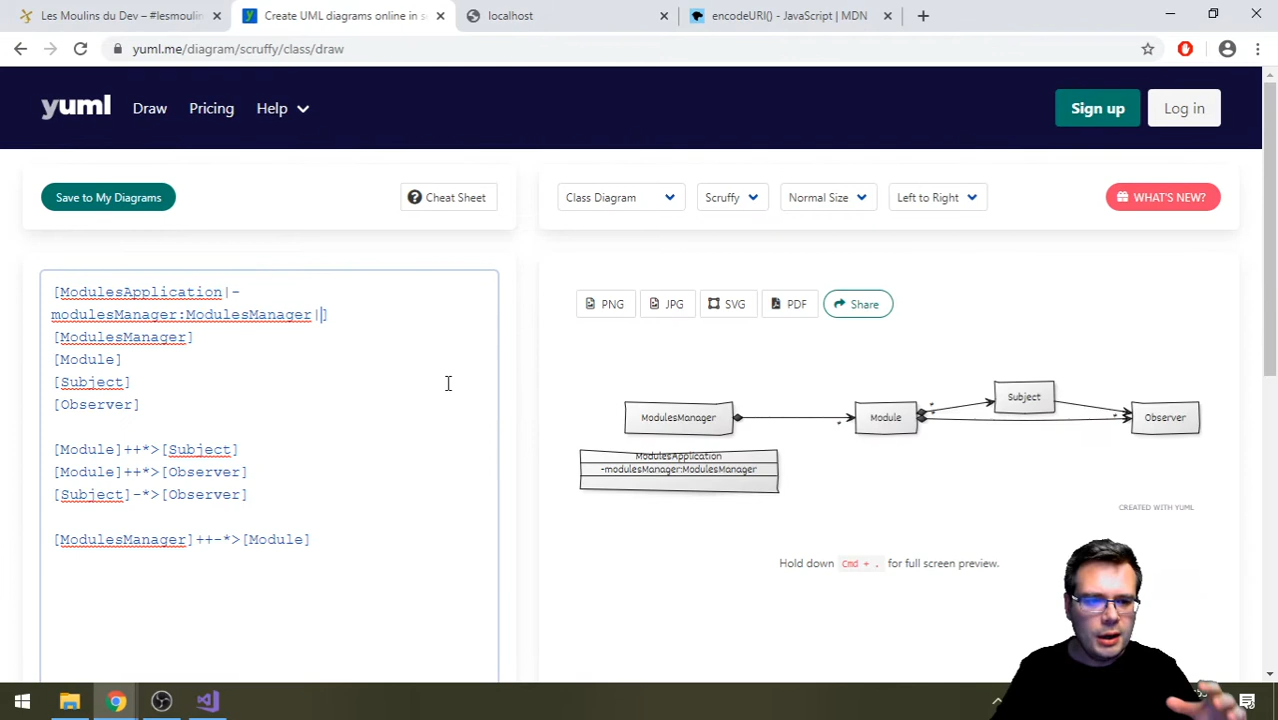 Les Moulins du Dev – #lesmoulin
Create UML diagrams online in s
localhost
encodeURI() - JavaScript | MDN
yuml.me/diagram/scruffy/class/draw
yuml
Draw
Pricing
Help
Sign up
Log in
Save to My Diagrams
Cheat Sheet
Class Diagram
Scruffy
Normal Size
Left to Right
WHAT'S NEW?
[ModulesApplication|-
modulesManager:ModulesManager|]
[ModulesManager]
[Module]
[Subject]
[Observer]
[Module]++*>[Subject]
[Module]++*>[Observer]
[Subject]-*>[Observer]
[ModulesManager]++-*>[Module]
PNG
JPG
SVG
PDF
Share
ModulesManager
*
Module
*
*
Subject
*
Observer
ModulesApplication
-modulesManager:ModulesManager
CREATED WITH YUML
Hold down Cmd + . for full screen preview.